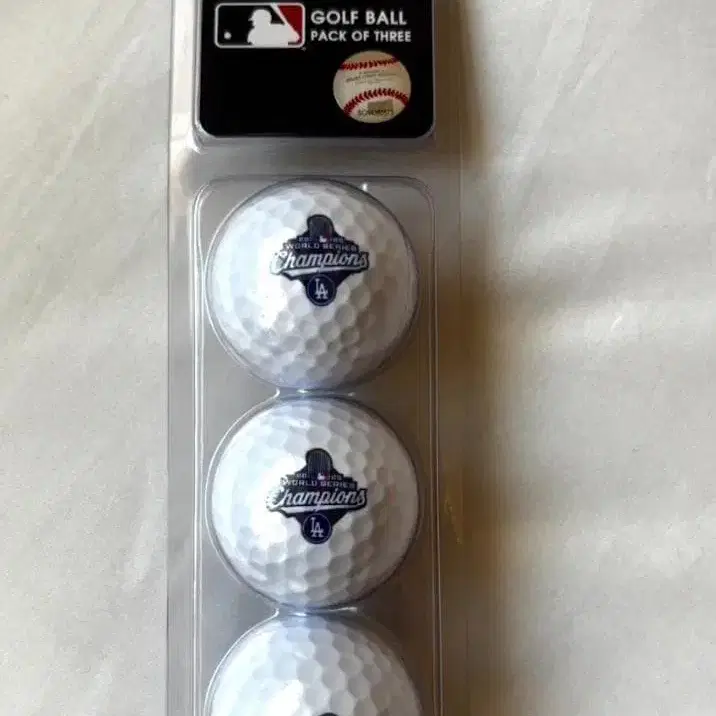 GOLF BALL
PACK OF THREE
WORLD SERIES
Champions
LA
WORLD SERIES
Champions
LA